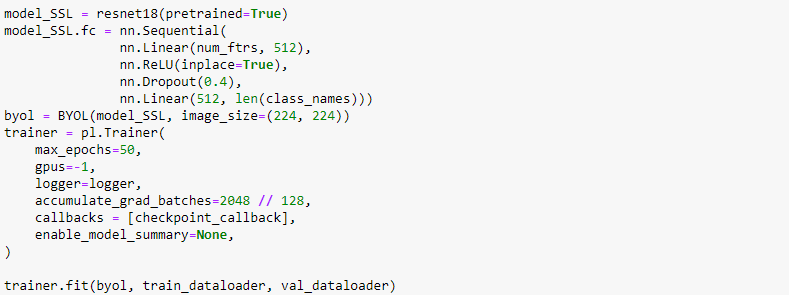 model_SSL = resnet18(pretrained=True)
model_SSL.fc = nn.Sequential(
               nn.Linear(num_ftrs, 512),
               nn.ReLU(inplace=True),
               nn.Dropout(0.4),
               nn.Linear(512, len(class_names)))
byol = BYOL(model_SSL, image_size=(224, 224))
trainer = pl.Trainer(
    max_epochs=50,
    gpus=-1,
    logger=logger,
    accumulate_grad_batches=2048 // 128,
    callbacks = [checkpoint_callback],
    enable_model_summary=None,
)
trainer.fit(byol, train_dataloader, val_dataloader)